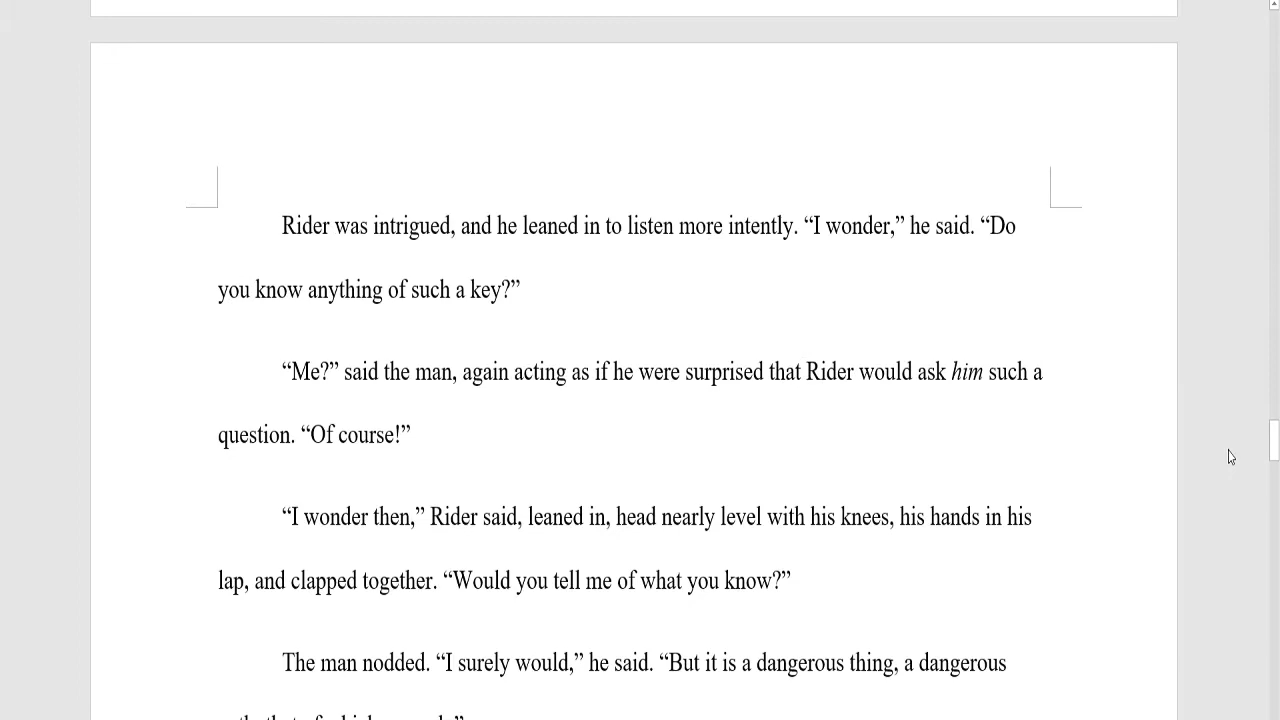 Rider was intrigued, and he leaned in to listen more intently. “I wonder,” he said. “Do
you know anything of such a key?”
“Me?” said the man, again acting as if he were surprised that Rider would ask him such a
question. “Of course!”
“I wonder then,” Rider said, leaned in, head nearly level with his knees, his hands in his
lap, and clapped together. “Would you tell me of what you know?”
The man nodded. “I surely would,” he said. “But it is a dangerous thing, a dangerous